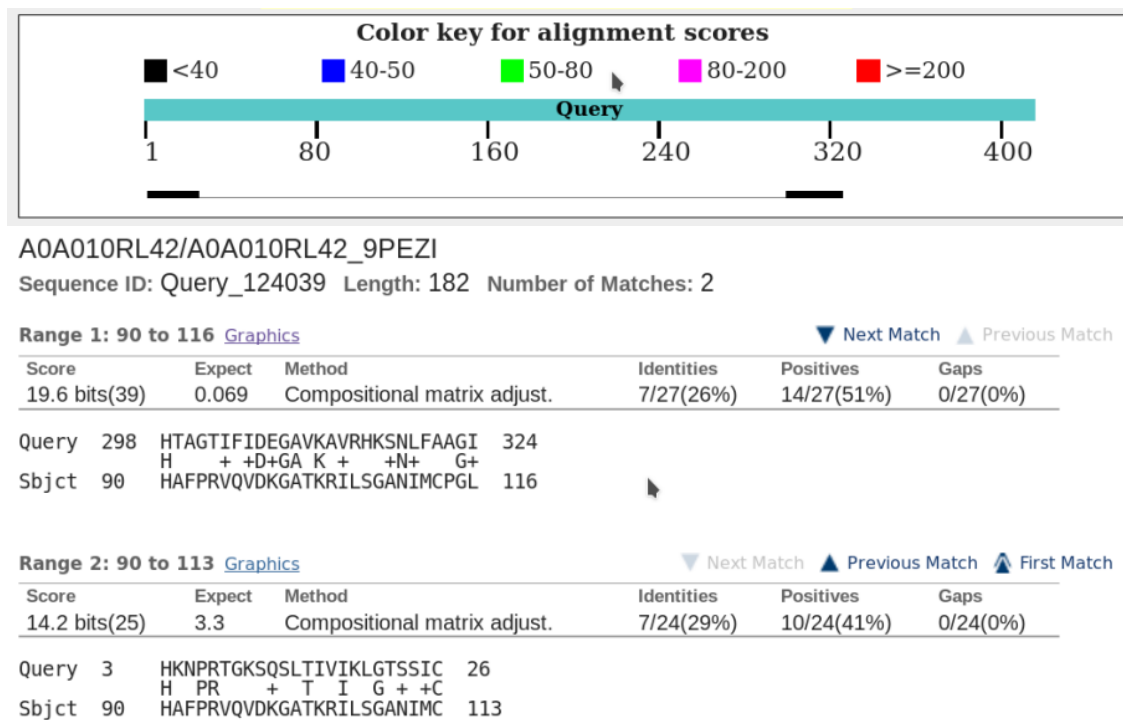 Color key for alignment scores
<40 40-50 50-80 80-200 >=200
Query
1 80 160 240 320 400
A0A010RL42/A0A010RL42_9PEZI
Sequence ID: Query_124039 Length: 182 Number of Matches: 2
Range 1: 90 to 116 Graphics Next Match Previous Match
Score Expect Method Identities Positives Gaps
19.6 bits(39) 0.069 Compositional matrix adjust. 7/27(26%) 14/27(51%) 0/27(0%)
Query 298 HTAGTIFIDEGAVKAVRHKSNLFAAGI 324
H    + +D+GA K +   +N+   G+
Sbjct 90 HAFPRVQVDKGATKRILSGANIMCPGL 116
Range 2: 90 to 113 Graphics Next Match Previous Match First Match
Score Expect Method Identities Positives Gaps
14.2 bits(25) 3.3 Compositional matrix adjust. 7/24(29%) 10/24(41%) 0/24(0%)
Query 3 HKNPRTGKSQSLTIVIKLGTSSIC 26
H  PR    +  T  I  G + +C
Sbjct 90 HAFPRVQVDKGATKRILSGANIMC 113